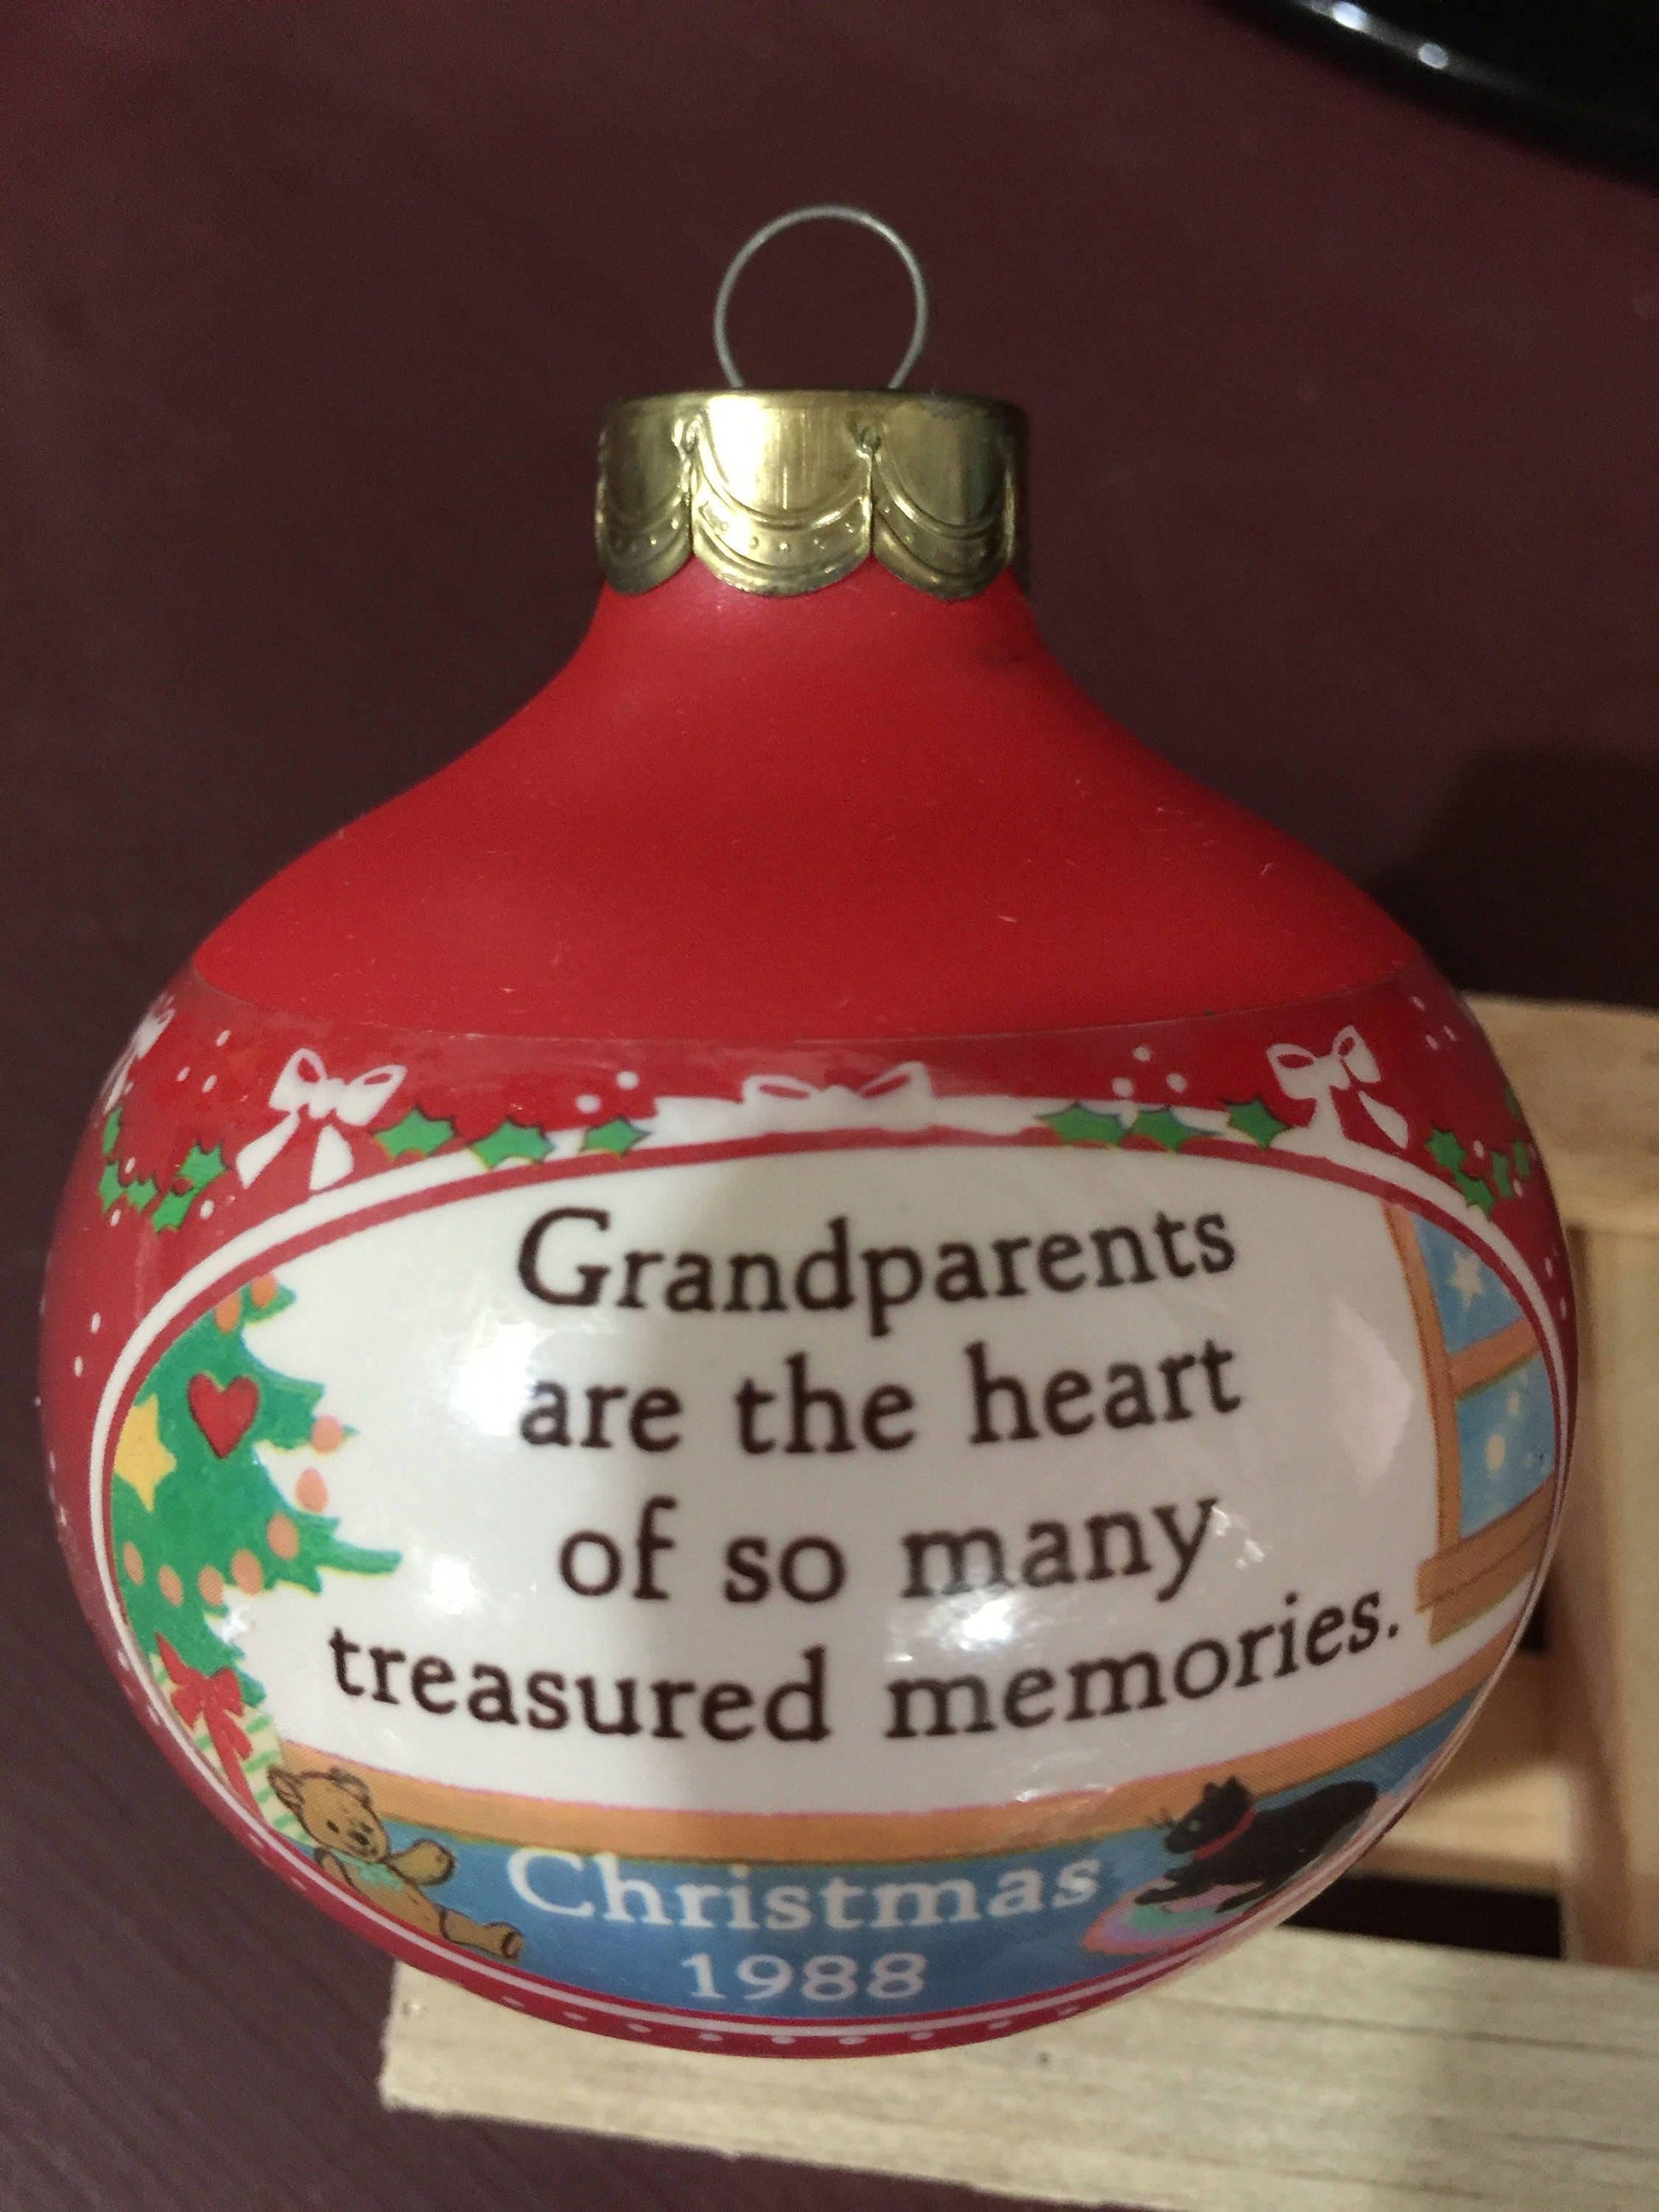 Grandparents
are the heart
of so many
treasured memories.
Christmas
1988